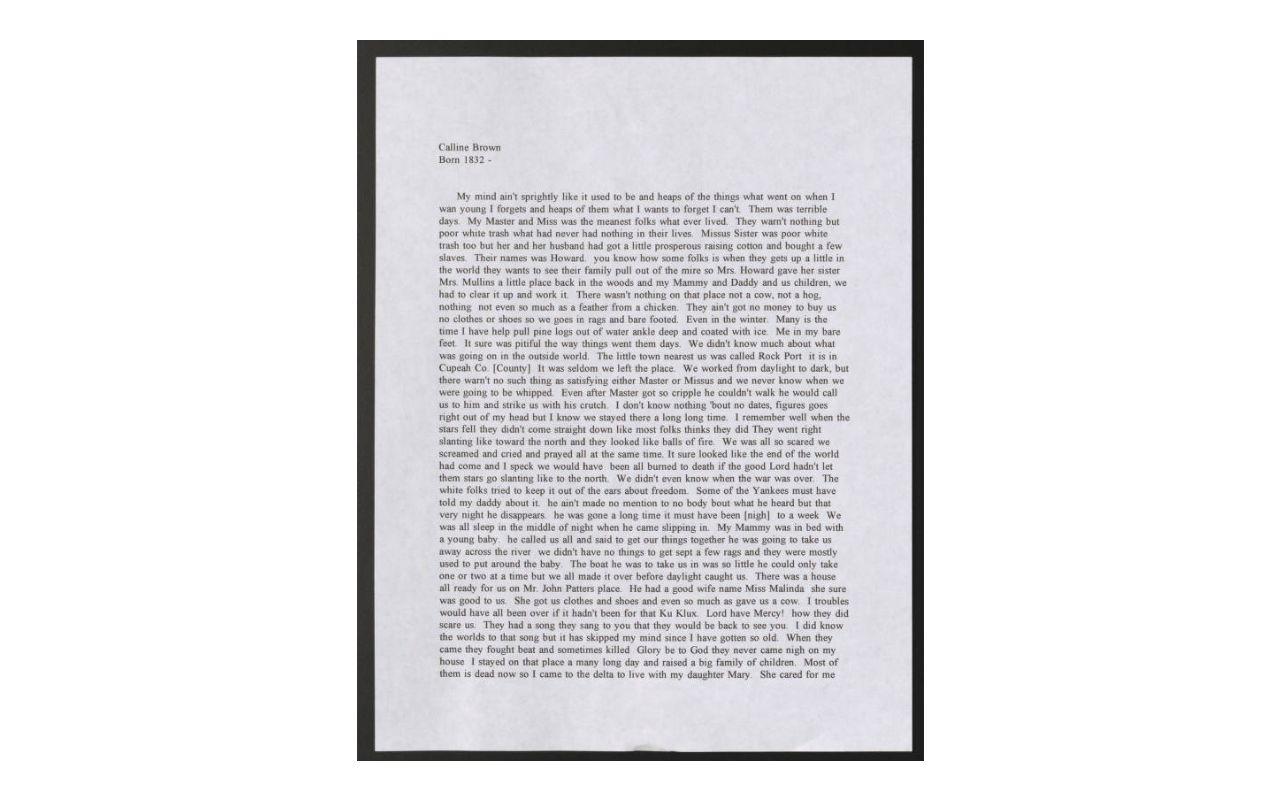 Calline Brown
Born 1832 -
My mind ain't sprightly like it used to be and heaps of the things what went on when I
wan young I forgets and heaps of them what I wants to forget I can't. Them was terrible
days. My Master and Miss was the meanest folks what ever lived. They warn't nothing but
poor white trash what had never had nothing in their lives. Missus Sister was poor white
trash too but her and her husband had got a little prosperous raising cotton and bought a few
slaves. Their names was Howard. you know how some folks is when they gets up a little in
the world they wants to see their family pull out of the mire so Mrs. Howard gave her sister
Mrs. Mullins a little place back in the woods and my Mammy and Daddy and us children, we
had to clear it up and work it. There wasn't nothing on that place not a cow, not a hog,
nothing not even so much as a feather from a chicken. They ain't got no money to buy us
no clothes or shoes so we goes in rags and bare footed. Even in the winter. Many is the
time I have help pull pine logs out of water ankle deep and coated with ice. Me in my bare
feet. It sure was pitiful the way things went them days. We didn't know much about what
was going on in the outside world. The little town nearest us was called Rock Port it is in
Cupeah Co. [County] It was seldom we left the place. We worked from daylight to dark, but
there warn't no such thing as satisfying either Master or Missus and we never know when we
were going to be whipped. Even after Master got so cripple he couldn't walk he would call
us to him and strike us with his crutch. I don't know nothing 'bout no dates, figures goes
right out of my head but I know we stayed there a long long time. I remember well when the
stars fell they didn't come straight down like most folks thinks they did They went right
slanting like toward the north and they looked like balls of fire. We was all so scared we
screamed and cried and prayed all at the same time. It sure looked like the end of the world
had come and I speck we would have been all burned to death if the good Lord hadn't let
them stars go slanting like to the north. We didn't even know when the war was over. The
white folks tried to keep it out of the ears about freedom. Some of the Yankees must have
told my daddy about it. he ain't made no mention to no body bout what he heard but that
very night he disappears. he was gone a long time it must have been [nigh] to a week We
was all sleep in the middle of night when he came slipping in. My Mammy was in bed with
a young baby. he called us all and said to get our things together he was going to take us
away across the river we didn't have no things to get sept a few rags and they were mostly
used to put around the baby. The boat he was to take us in was so little he could only take
one or two at a time but we all made it over before daylight caught us. There was a house
all ready for us on Mr. John Patters place. He had a good wife name Miss Malinda she sure
was good to us. She got us clothes and shoes and even so much as gave us a cow. I troubles
would have all been over if it hadn't been for that Ku Klux. Lord have Mercy! how they did
scare us. They had a song they sang to you that they would be back to see you. I did know
the worlds to that song but it has skipped my mind since I have gotten so old. When they
came they fought beat and sometimes killed Glory be to God they never came nigh on my
house I stayed on that place a many long day and raised a big family of children. Most of
them is dead now so I came to the delta to live with my daughter Mary. She cared for me